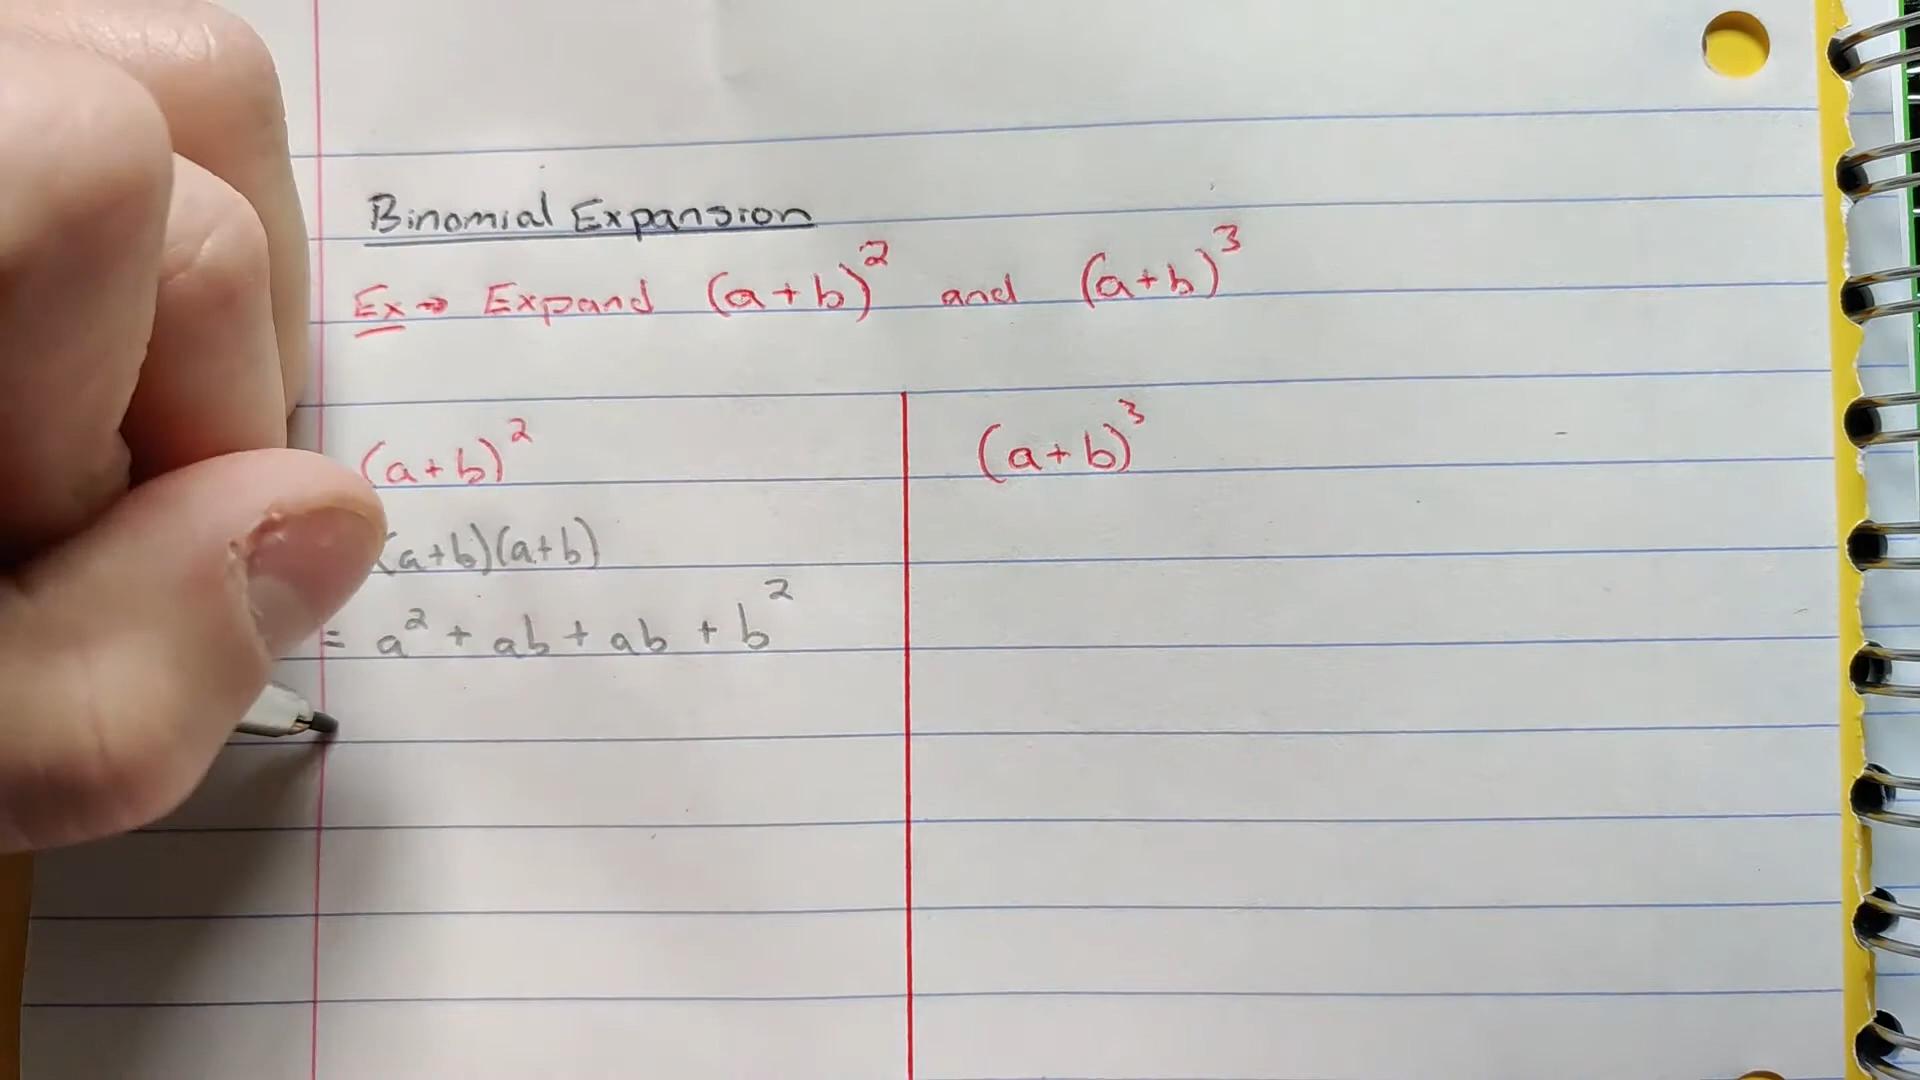 Binomial Expansion
Ex → Expand (a+b)² and (a+b)³
(a+b)²
(a+b)(a+b)
= a² + ab + ab + b²
(a+b)³